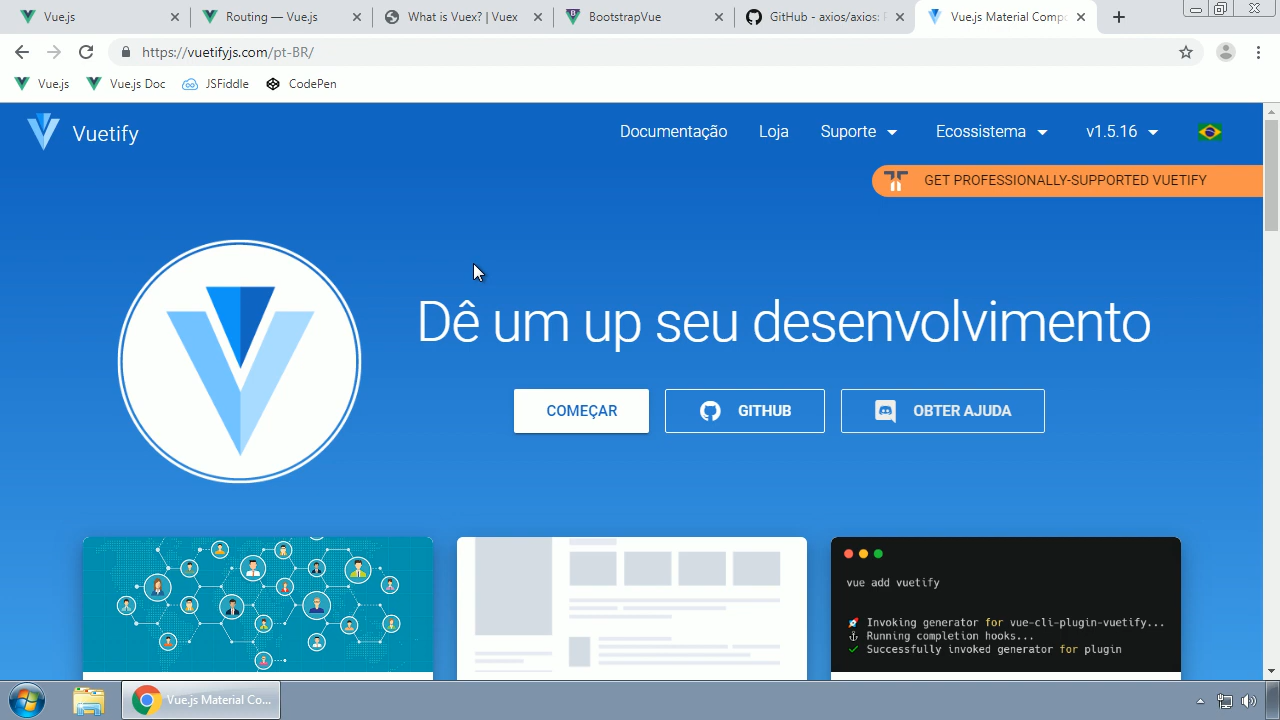 Vue.js
Routing — Vue.js
What is Vuex? | Vuex
BootstrapVue
GitHub - axios/axios:
Vue.js Material Compo
https://vuetifyjs.com/pt-BR/
Vue.js
Vue.js Doc
JSFiddle
CodePen
Vuetify
Documentação
Loja
Suporte
Ecossistema
v1.5.16
GET PROFESSIONALLY-SUPPORTED VUETIFY
Dê um up seu desenvolvimento
COMEÇAR
GITHUB
OBTER AJUDA
vue add vuetify
Invoking generator for vue-cli-plugin-vuetify...
Running completion hooks...
Successfully invoked generator for plugin
Vue.js Material Co...